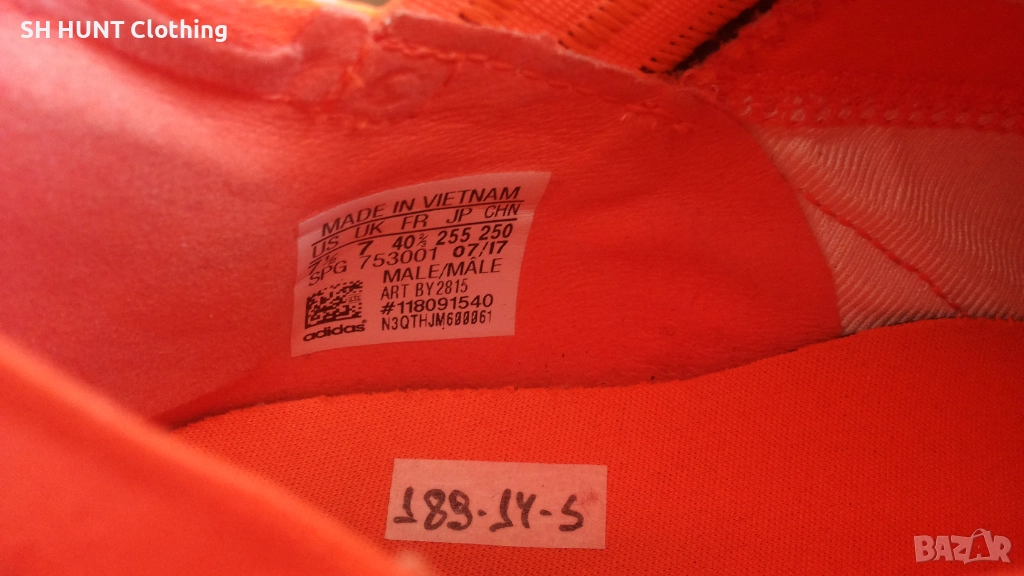 SH HUNT Clothing
MADE IN VIETNAM
US UK FR JP CHN
7½ 7 40⅔ 255 250
SPG 753001 07/17
MALE/MÂLE
ART BY2815
#118091540
N3QTHJM600061
adidas
189-14-S
BAZAR